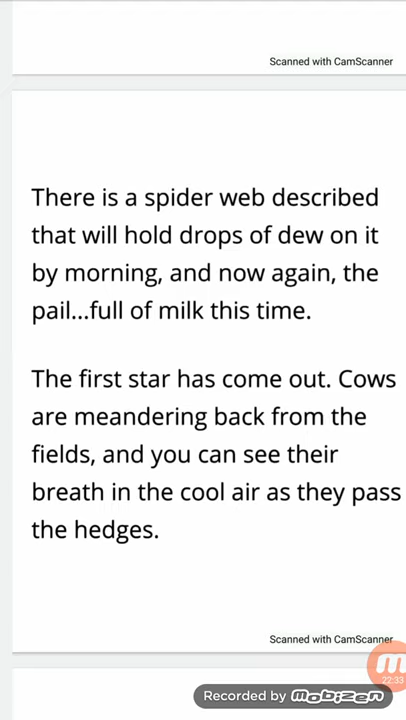 Scanned with CamScanner
There is a spider web described
that will hold drops of dew on it
by morning, and now again, the
pail...full of milk this time.
The first star has come out. Cows
are meandering back from the
fields, and you can see their
breath in the cool air as they pass
the hedges.
Scanned with CamScanner
22:33
Recorded by mobizen